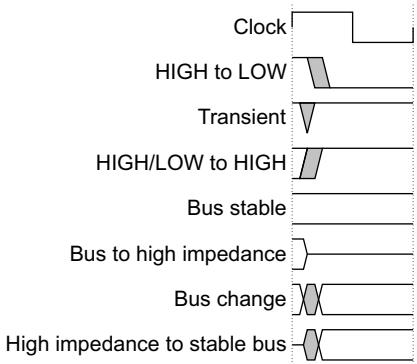 Clock
HIGH to LOW
Transient
HIGH/LOW to HIGH
Bus stable
Bus to high impedance
Bus change
High impedance to stable bus